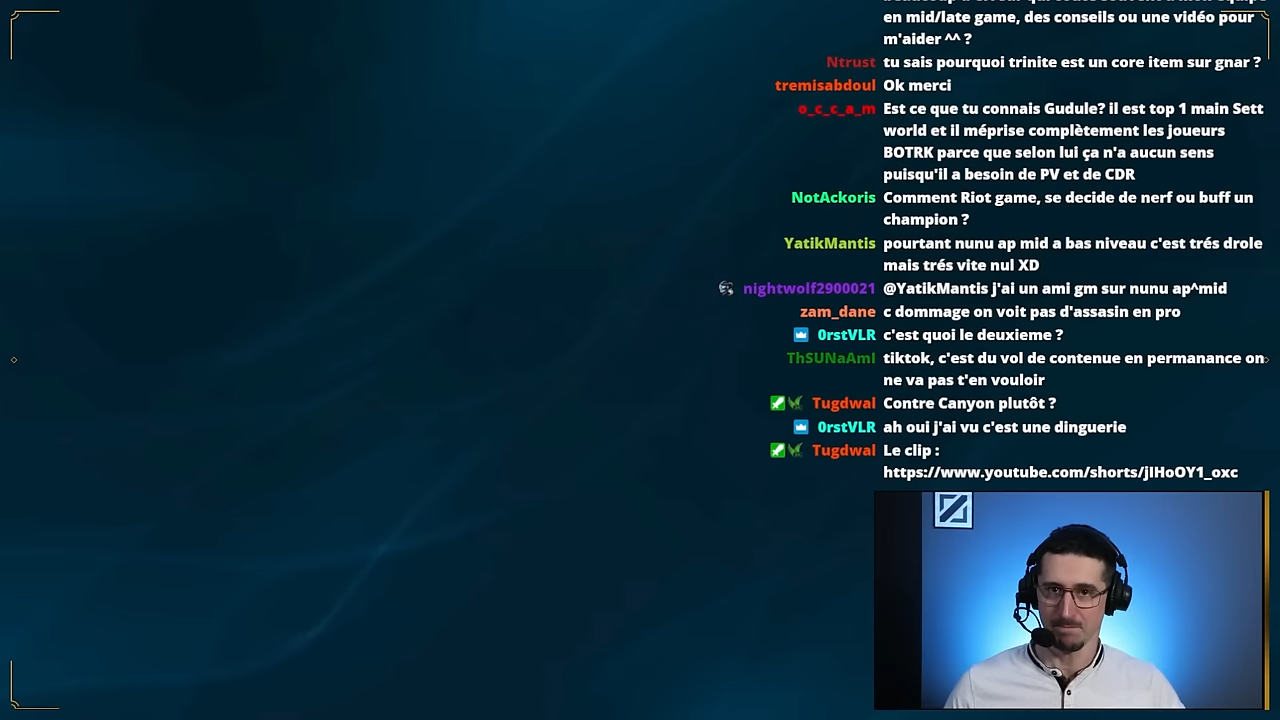 en mid/late game, des conseils ou une vidéo pour
m'aider ^^ ?
Ntrust tu sais pourquoi trinite est un core item sur gnar ?
tremisabdoul Ok merci
o_c_c_a_m Est ce que tu connais Gudule? il est top 1 main Sett
world et il méprise complètement les joueurs
BOTRK parce que selon lui ça n'a aucun sens
puisqu'il a besoin de PV et de CDR
NotAckoris Comment Riot game, se decide de nerf ou buff un
champion ?
YatikMantis pourtant nunu ap mid a bas niveau c'est trés drole
mais trés vite nul XD
nightwolf2900021 @YatikMantis j'ai un ami gm sur nunu ap^mid
zam_dane c dommage on voit pas d'assasin en pro
0rstVLR c'est quoi le deuxieme ?
ThSUNaAmI tiktok, c'est du vol de contenue en permanance on
ne va pas t'en vouloir
Tugdwal Contre Canyon plutôt ?
0rstVLR ah oui j'ai vu c'est une dinguerie
Tugdwal Le clip :
https://www.youtube.com/shorts/jIHoOY1_oxc